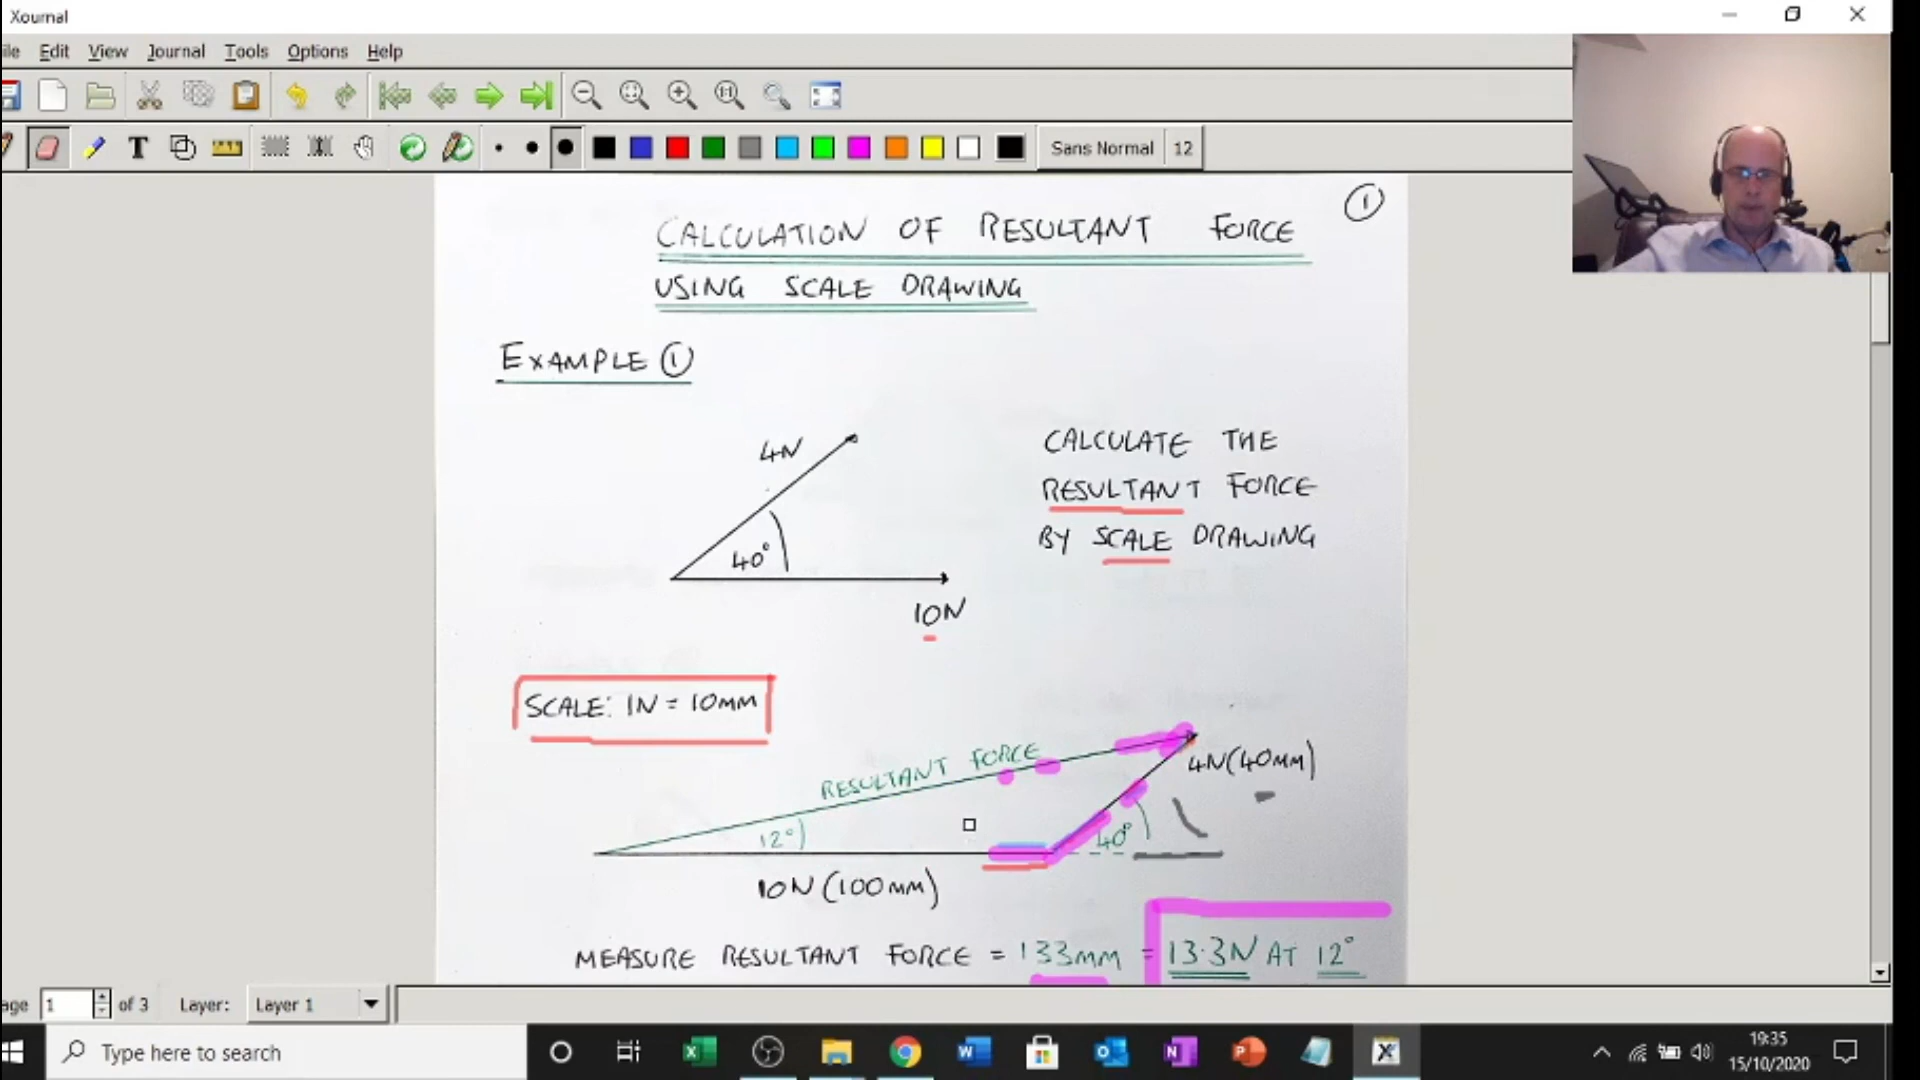 Xournal
ile Edit View Journal Tools Options Help
T
Sans Normal 12
①
CALCULATION OF RESULTANT FORCE
USING SCALE DRAWING
EXAMPLE ①
4N
40°
10N
CALCULATE THE
RESULTANT FORCE
BY SCALE DRAWING
SCALE: 1N = 10MM
RESULTANT FORCE
4N(40MM)
12°
40°
10N(100MM)
MEASURE RESULTANT FORCE = 133MM = 13.3N AT 12°
age 1 of 3 Layer: Layer 1
Type here to search
19:35
15/10/2020